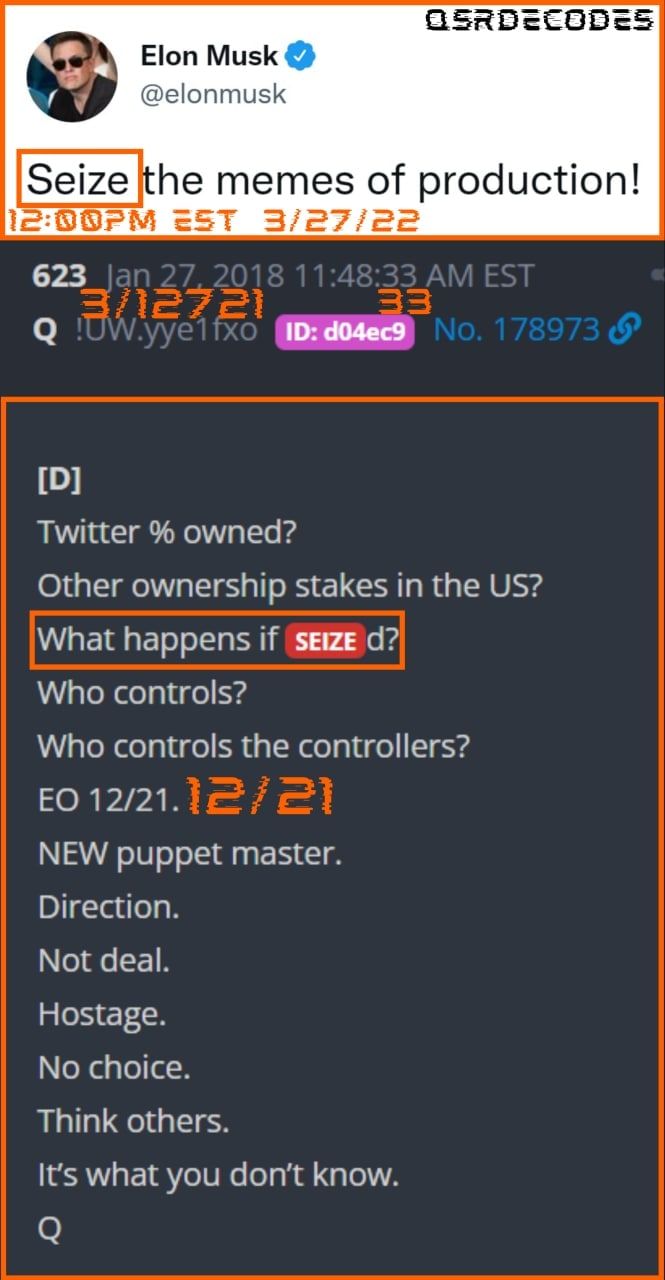 QSRDECODES
Elon Musk
@elonmusk
Seize the memes of production!
12:00PM EST 3/27/22
623 Jan 27, 2018 11:48:33 AM EST
3/12721 33
Q !UW.yye1fxo ID: d04ec9 No. 178973
[D]
Twitter % owned?
Other ownership stakes in the US?
What happens if SEIZEd?
Who controls?
Who controls the controllers?
EO 12/21. 12/21
NEW puppet master.
Direction.
Not deal.
Hostage.
No choice.
Think others.
It’s what you don’t know.
Q